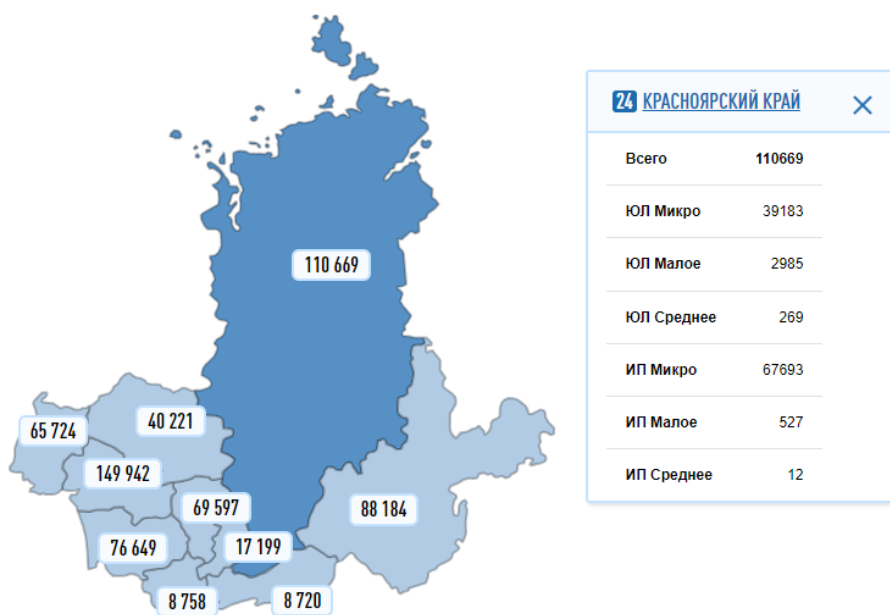 24 КРАСНОЯРСКИЙ КРАЙ
Всего 110669
ЮЛ Микро 39183
ЮЛ Малое 2985
ЮЛ Среднее 269
ИП Микро 67693
ИП Малое 527
ИП Среднее 12
110 669
40 221
65 724
149 942
69 597
88 184
76 649
17 199
8 758
8 720